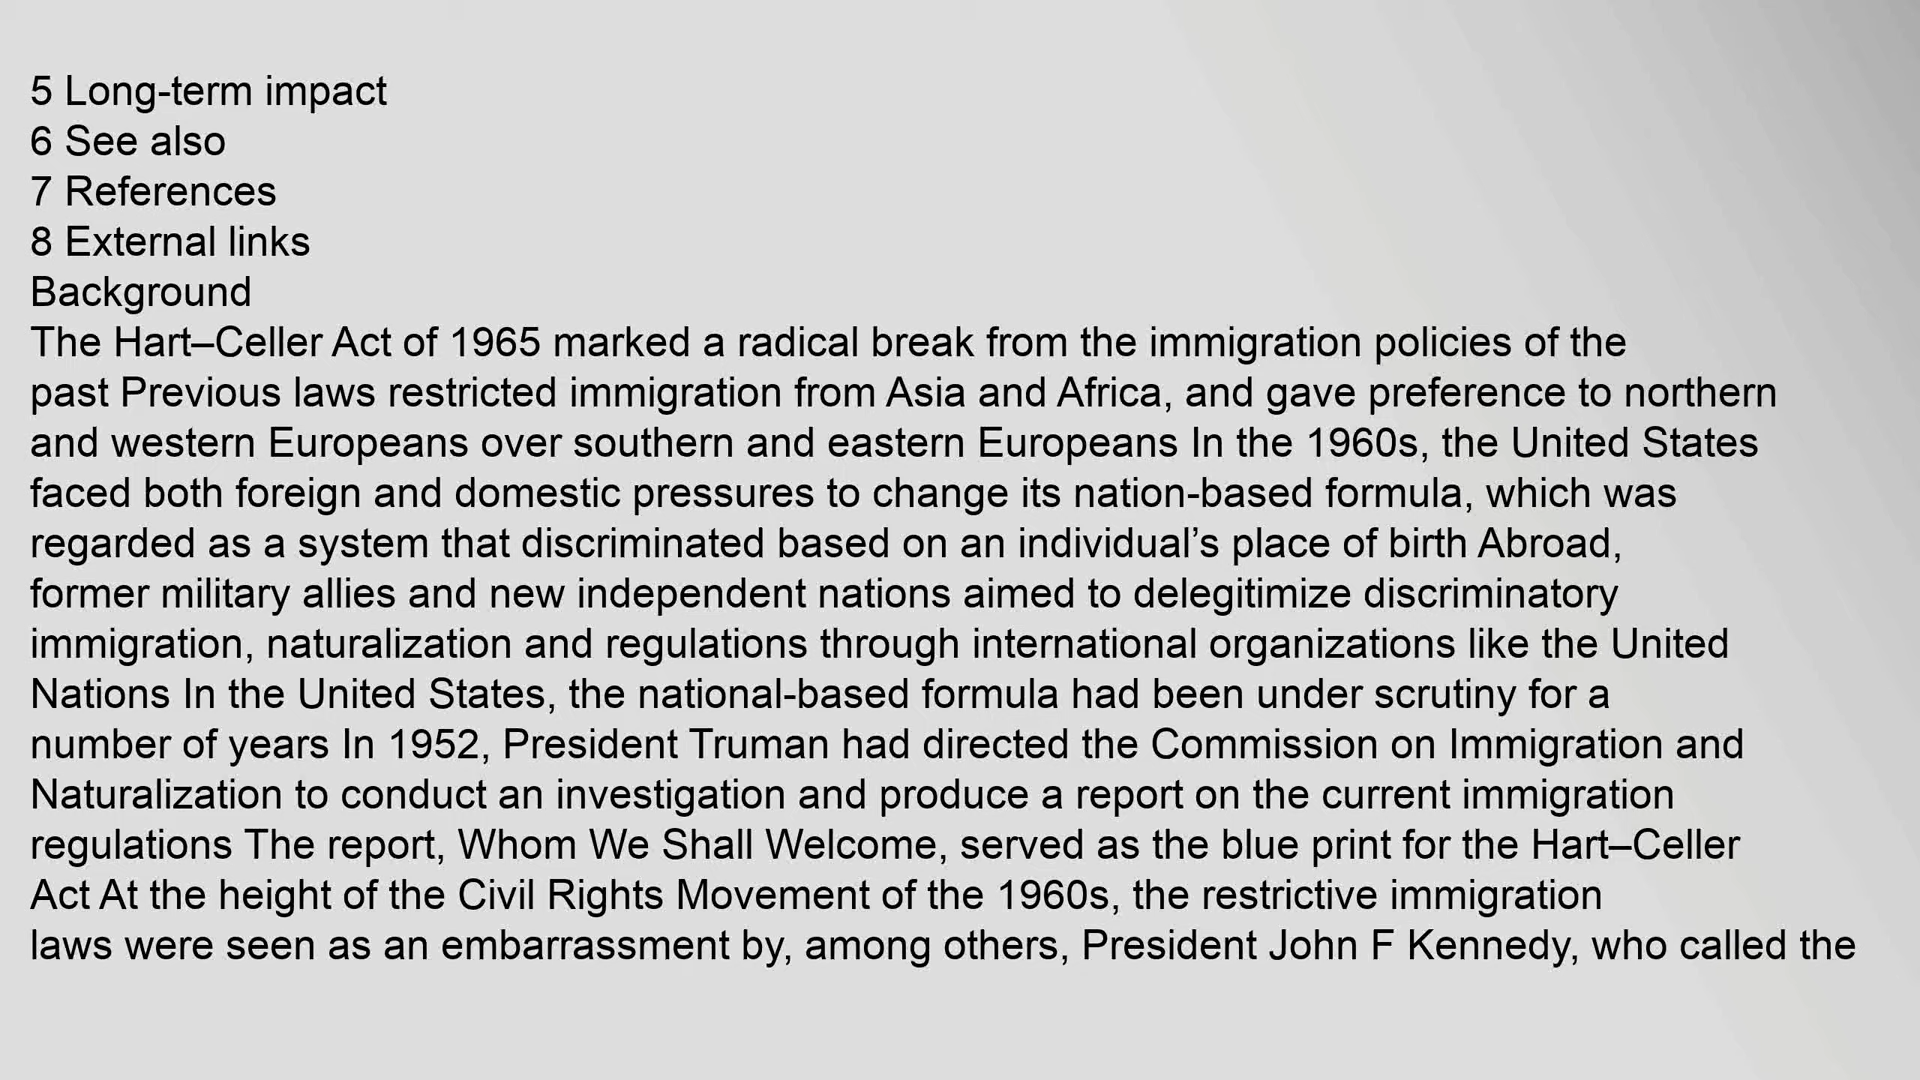 5 Long-term impact
6 See also
7 References
8 External links
Background
The Hart–Celler Act of 1965 marked a radical break from the immigration policies of the
past Previous laws restricted immigration from Asia and Africa, and gave preference to northern
and western Europeans over southern and eastern Europeans In the 1960s, the United States
faced both foreign and domestic pressures to change its nation-based formula, which was
regarded as a system that discriminated based on an individual’s place of birth Abroad,
former military allies and new independent nations aimed to delegitimize discriminatory
immigration, naturalization and regulations through international organizations like the United
Nations In the United States, the national-based formula had been under scrutiny for a
number of years In 1952, President Truman had directed the Commission on Immigration and
Naturalization to conduct an investigation and produce a report on the current immigration
regulations The report, Whom We Shall Welcome, served as the blue print for the Hart–Celler
Act At the height of the Civil Rights Movement of the 1960s, the restrictive immigration
laws were seen as an embarrassment by, among others, President John F Kennedy, who called the